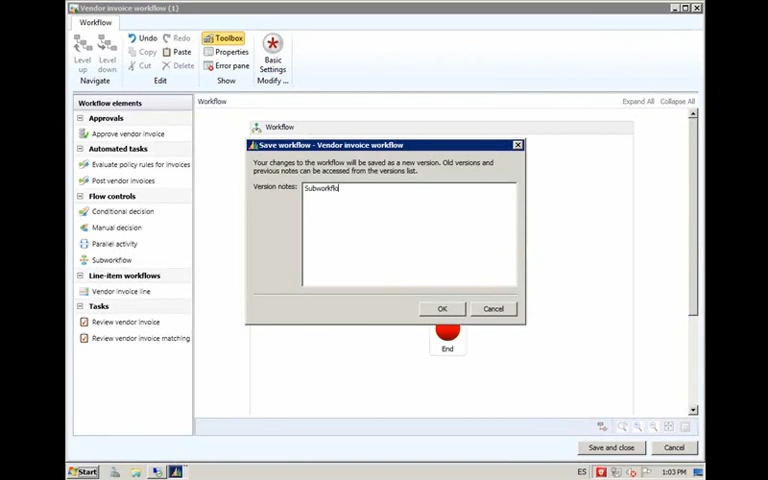 Vendor invoice workflow (1)
Workflow
Level up
Level down
Navigate
Undo
Redo
Copy
Paste
Cut
Delete
Edit
Toolbox
Properties
Error pane
Show
Basic Settings
Modify ...
Workflow elements
Approvals
Approve vendor invoice
Automated tasks
Evaluate policy rules for invoices
Post vendor invoices
Flow controls
Conditional decision
Manual decision
Parallel activity
Subworkflow
Line-item workflows
Vendor invoice line
Tasks
Review vendor invoice
Review vendor invoice matching
Workflow
Expand All
Collapse All
Workflow
Save workflow - Vendor invoice workflow
Your changes to the workflow will be saved as a new version. Old versions and
previous notes can be accessed from the versions list.
Version notes:
Subworkflo
OK
Cancel
End
Save and close
Cancel
Start
ES
1:03 PM